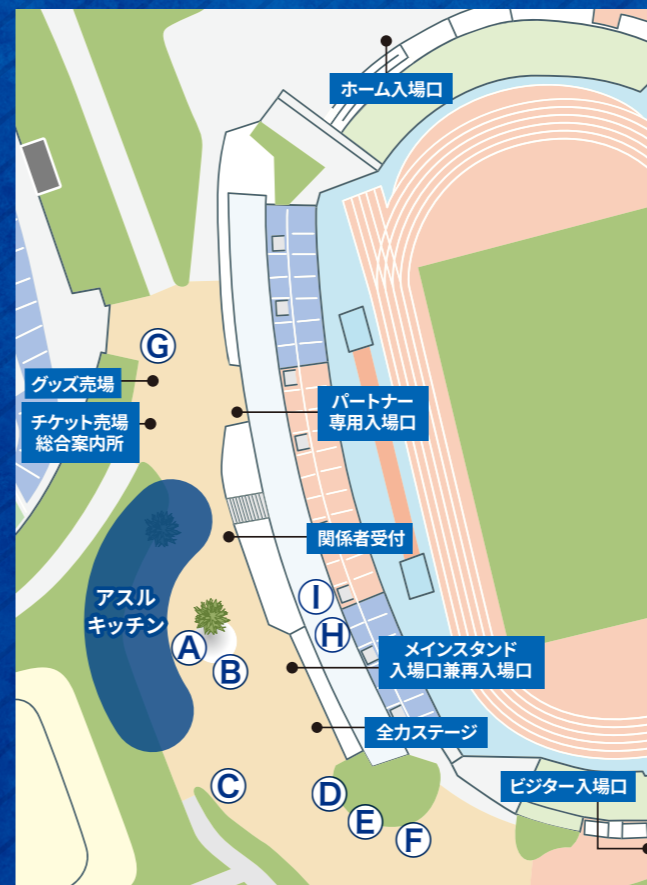 ホーム入場口
G
グッズ売場
チケット売場
総合案内所
パートナー
専用入場口
関係者受付
アスル
キッチン
I
H
A
B
メインスタンド
入場口兼再入場口
全力ステージ
C
D
E
F
ビジター入場口